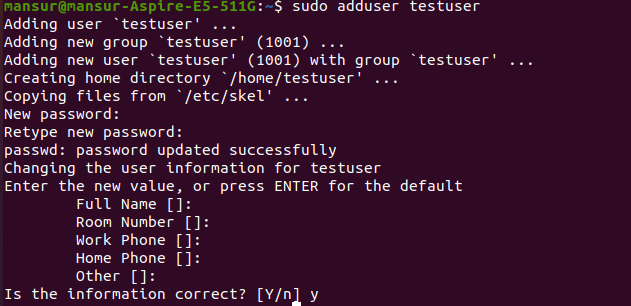 mansur@mansur-Aspire-E5-511G:~$ sudo adduser testuser
Adding user `testuser' ...
Adding new group `testuser' (1001) ...
Adding new user `testuser' (1001) with group `testuser' ...
Creating home directory `/home/testuser' ...
Copying files from `/etc/skel' ...
New password:
Retype new password:
passwd: password updated successfully
Changing the user information for testuser
Enter the new value, or press ENTER for the default
        Full Name []:
        Room Number []:
        Work Phone []:
        Home Phone []:
        Other []:
Is the information correct? [Y/n] y